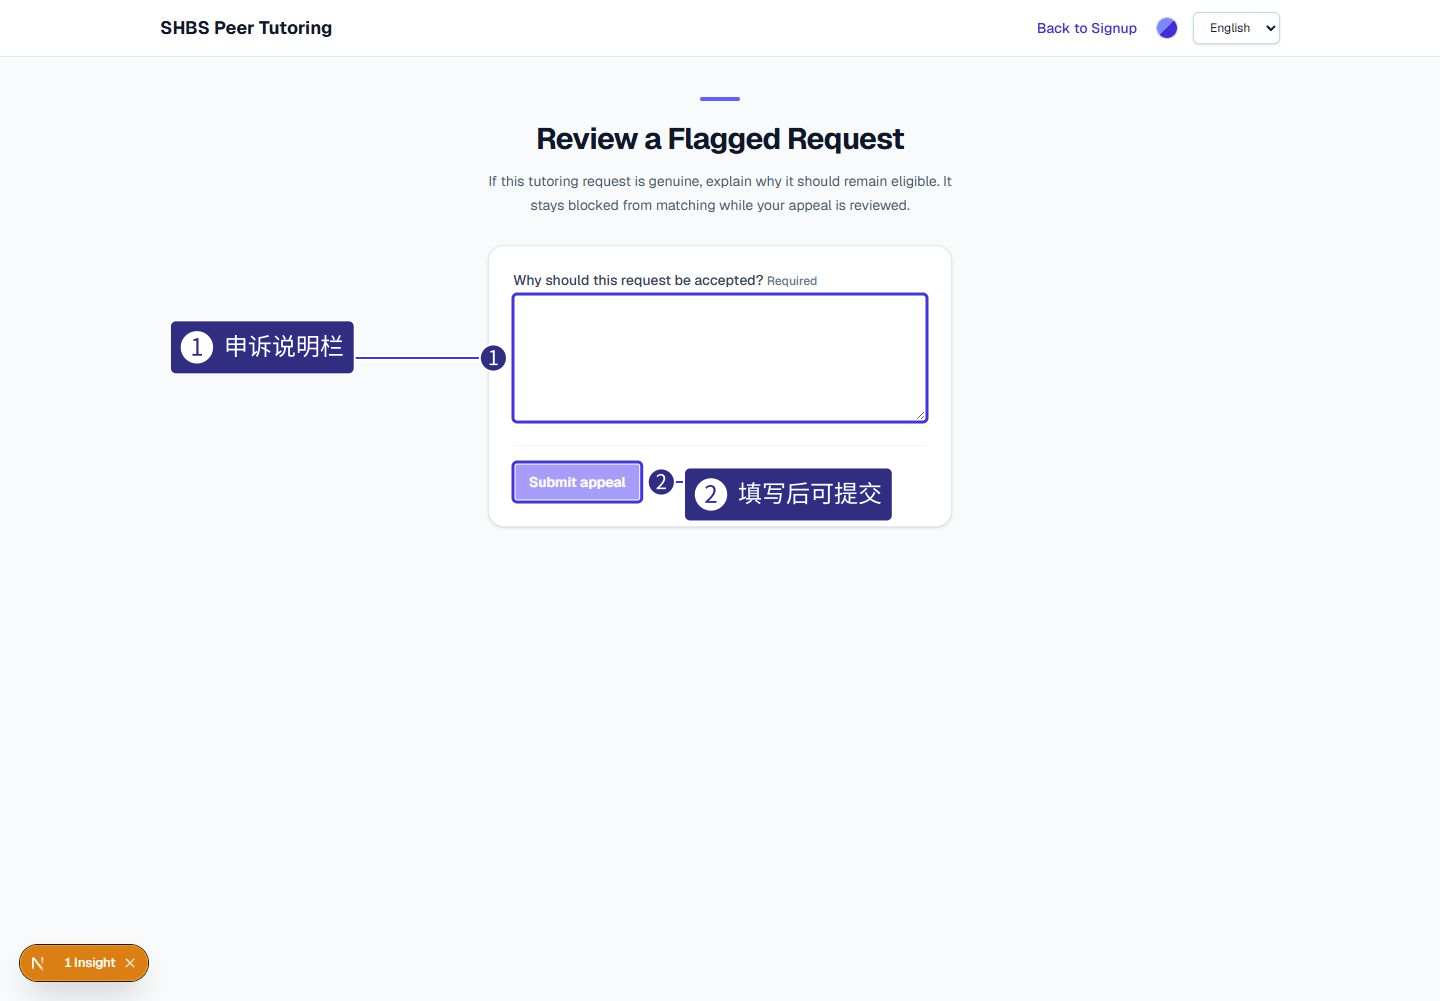 SHBS Peer Tutoring
Back to Signup
English
Review a Flagged Request
If this tutoring request is genuine, explain why it should remain eligible. It
stays blocked from matching while your appeal is reviewed.
Why should this request be accepted? Required
1 申诉说明栏
1
Submit appeal
2
2 填写后可提交
N
1 Insight